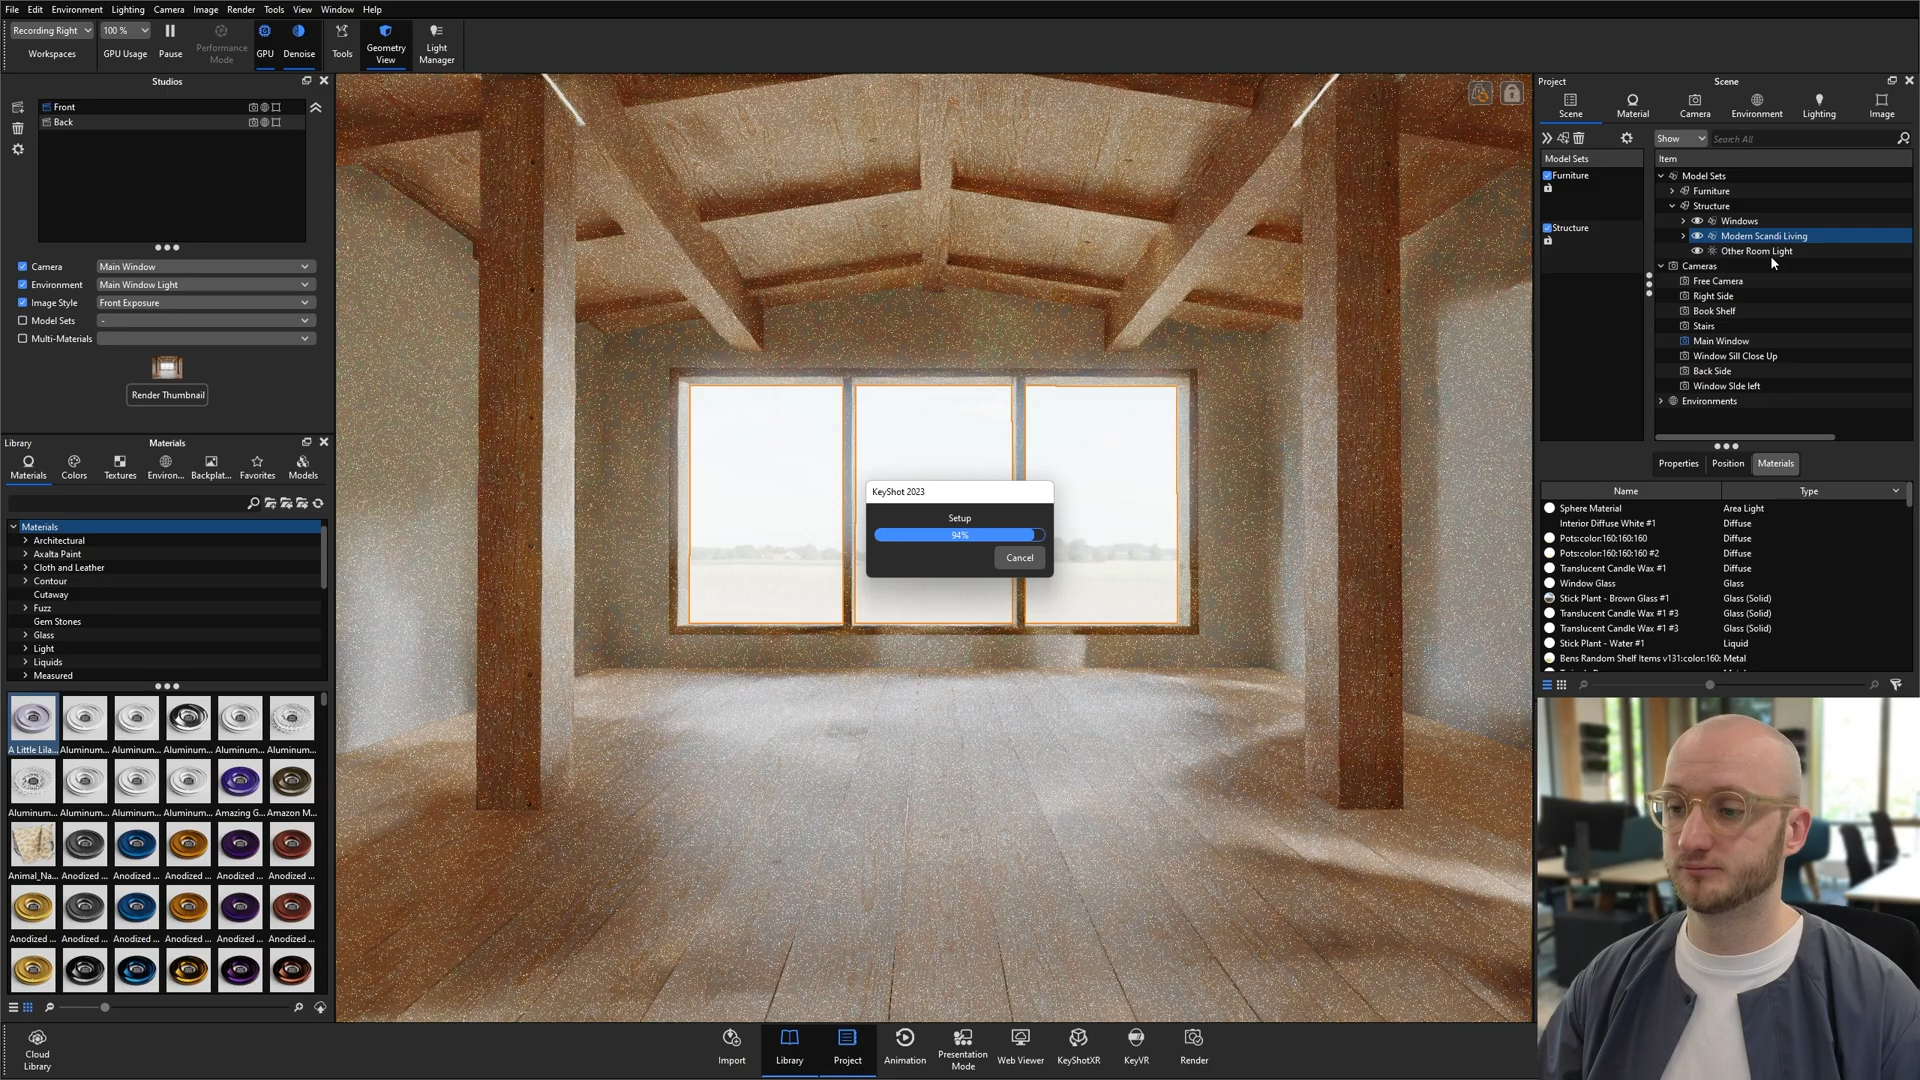 File Edit Environment Lighting Camera Image Render Tools View Window Help
Recording Right 100 %
Workspaces GPU Usage Pause Performance Mode GPU Denoise Tools Geometry View Light Manager
Studios
Front
Back
Camera Main Window
Environment Main Window Light
Image Style Front Exposure
Model Sets -
Multi-Materials
Render Thumbnail
Library Materials
Materials Colors Textures Environ... Backplat... Favorites Models
Materials
Architectural
Axalta Paint
Cloth and Leather
Contour
Cutaway
Fuzz
Gem Stones
Glass
Light
Liquids
Measured
A Little Lila... Aluminum... Aluminum... Aluminum... Aluminum... Aluminum...
Aluminum... Aluminum... Aluminum... Aluminum... Amazing G... Amazon M...
Animal_Na... Anodized ... Anodized ... Anodized ... Anodized ... Anodized ...
Anodized ... Anodized ... Anodized ... Anodized ... Anodized ... Anodized ...
Cloud Library
KeyShot 2023
Setup
94%
Cancel
Import Library Project Animation Presentation Mode Web Viewer KeyShotXR KeyVR Render
Project Scene
Scene Material Camera Environment Lighting Image
Show Search All
Model Sets
Furniture
Structure
Item
Model Sets
Furniture
Structure
Windows
Modern Scandi Living
Other Room Light
Cameras
Free Camera
Right Side
Book Shelf
Stairs
Main Window
Window Sill Close Up
Back Side
Window SIde left
Environments
Properties Position Materials
Name Type
Sphere Material Area Light
Interior Diffuse White #1 Diffuse
Pots:color:160:160:160 Diffuse
Pots:color:160:160:160 #2 Diffuse
Translucent Candle Wax #1 Diffuse
Window Glass Glass
Stick Plant - Brown Glass #1 Glass (Solid)
Translucent Candle Wax #1 #3 Glass (Solid)
Translucent Candle Wax #1 #3 Glass (Solid)
Stick Plant - Water #1 Liquid
Bens Random Shelf Items v131:color:160: Metal